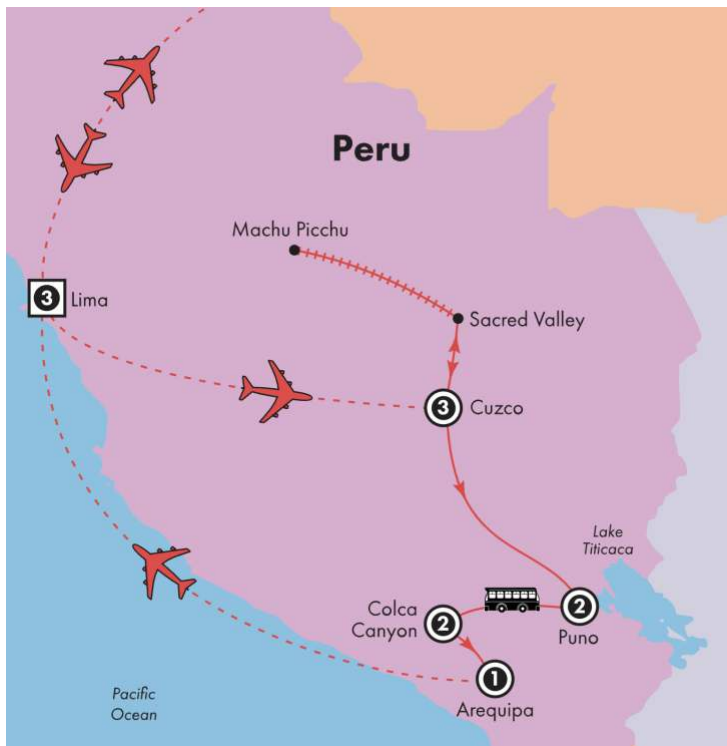 Peru
Machu Picchu
3
Lima
Sacred Valley
3
Cuzco
Lake
Titicaca
Colca
Canyon
2
2
Puno
1
Arequipa
Pacific
Ocean